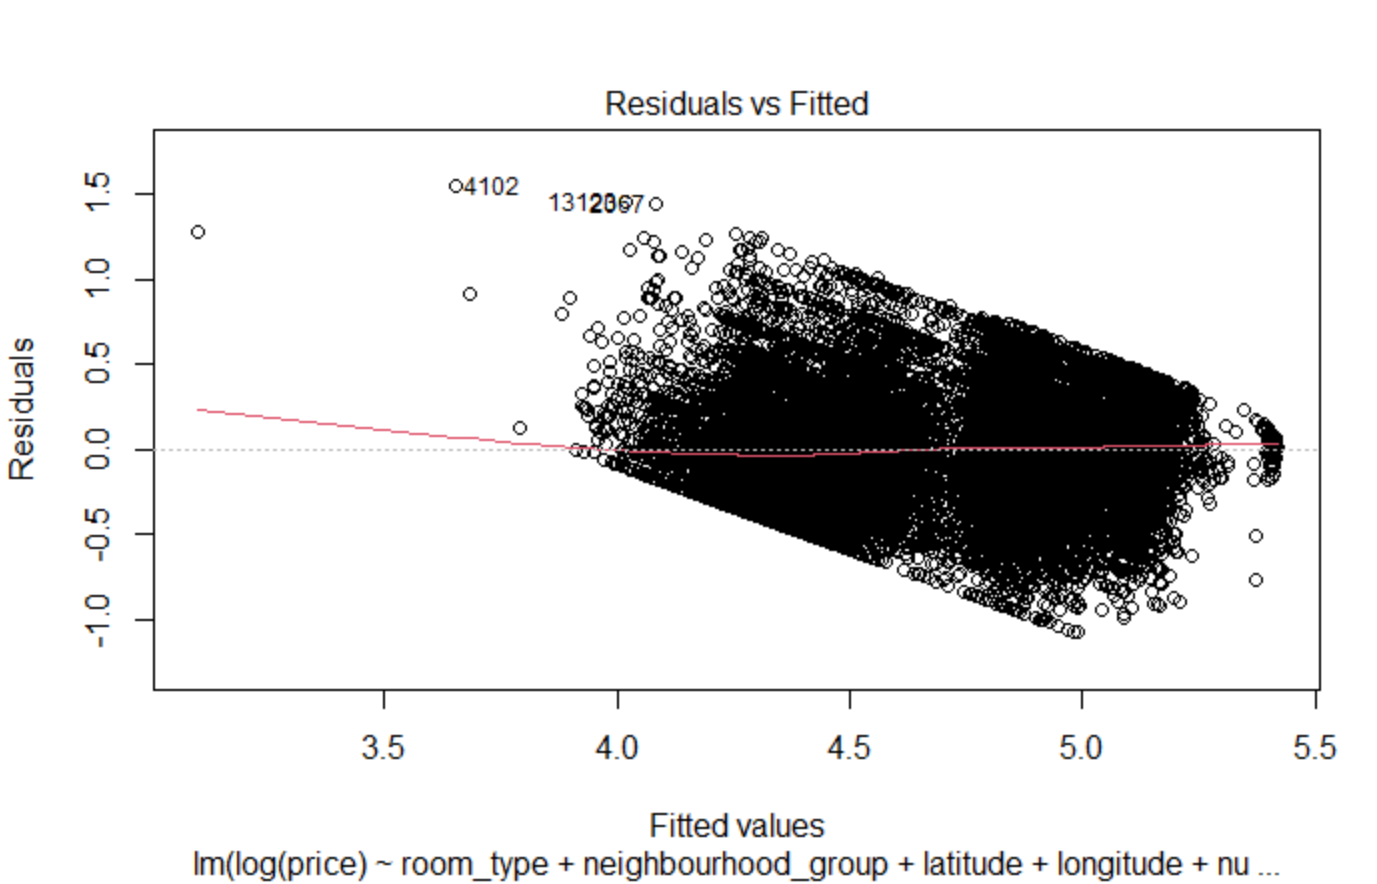 Residuals vs Fitted
Residuals
1.5
1.0
0.5
0.0
-0.5
-1.0
4102
3.5 4.0 4.5 5.0 5.5
Fitted values
lm(log(price) ~ room_type + neighbourhood_group + latitude + longitude + nu ...